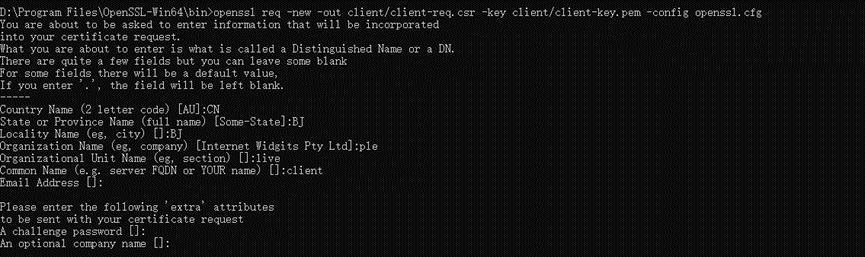 D:\Program Files\OpenSSL-Win64\bin>openssl req -new -out client/client-req.csr -key client/client-key.pem -config openssl.cfg
You are about to be asked to enter information that will be incorporated
into your certificate request.
What you are about to enter is what is called a Distinguished Name or a DN.
There are quite a few fields but you can leave some blank
For some fields there will be a default value,
If you enter '.', the field will be left blank.
-----
Country Name (2 letter code) [AU]:CN
State or Province Name (full name) [Some-State]:BJ
Locality Name (eg, city) []:BJ
Organization Name (eg, company) [Internet Widgits Pty Ltd]:ple
Organizational Unit Name (eg, section) []:live
Common Name (e.g. server FQDN or YOUR name) []:client
Email Address []:
Please enter the following 'extra' attributes
to be sent with your certificate request
A challenge password []:
An optional company name []: